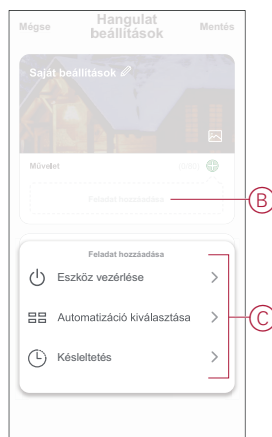 Mégse
Hangulat
beállítások
Mentés
Saját beállítások
Művelet
Feladat hozzáadása
B
Feladat hozzáadása
Eszköz vezérlése
Automatizáció kiválasztása
C
Késleltetés